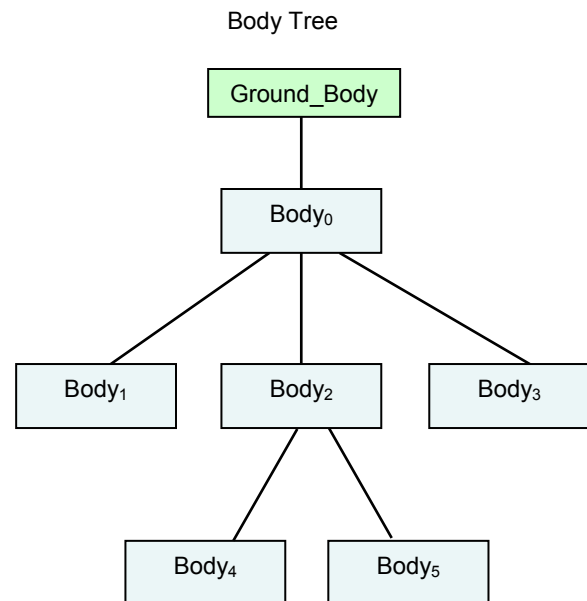 Body Tree
Ground_Body
Body₀
Body₁
Body₂
Body₃
Body₄
Body₅